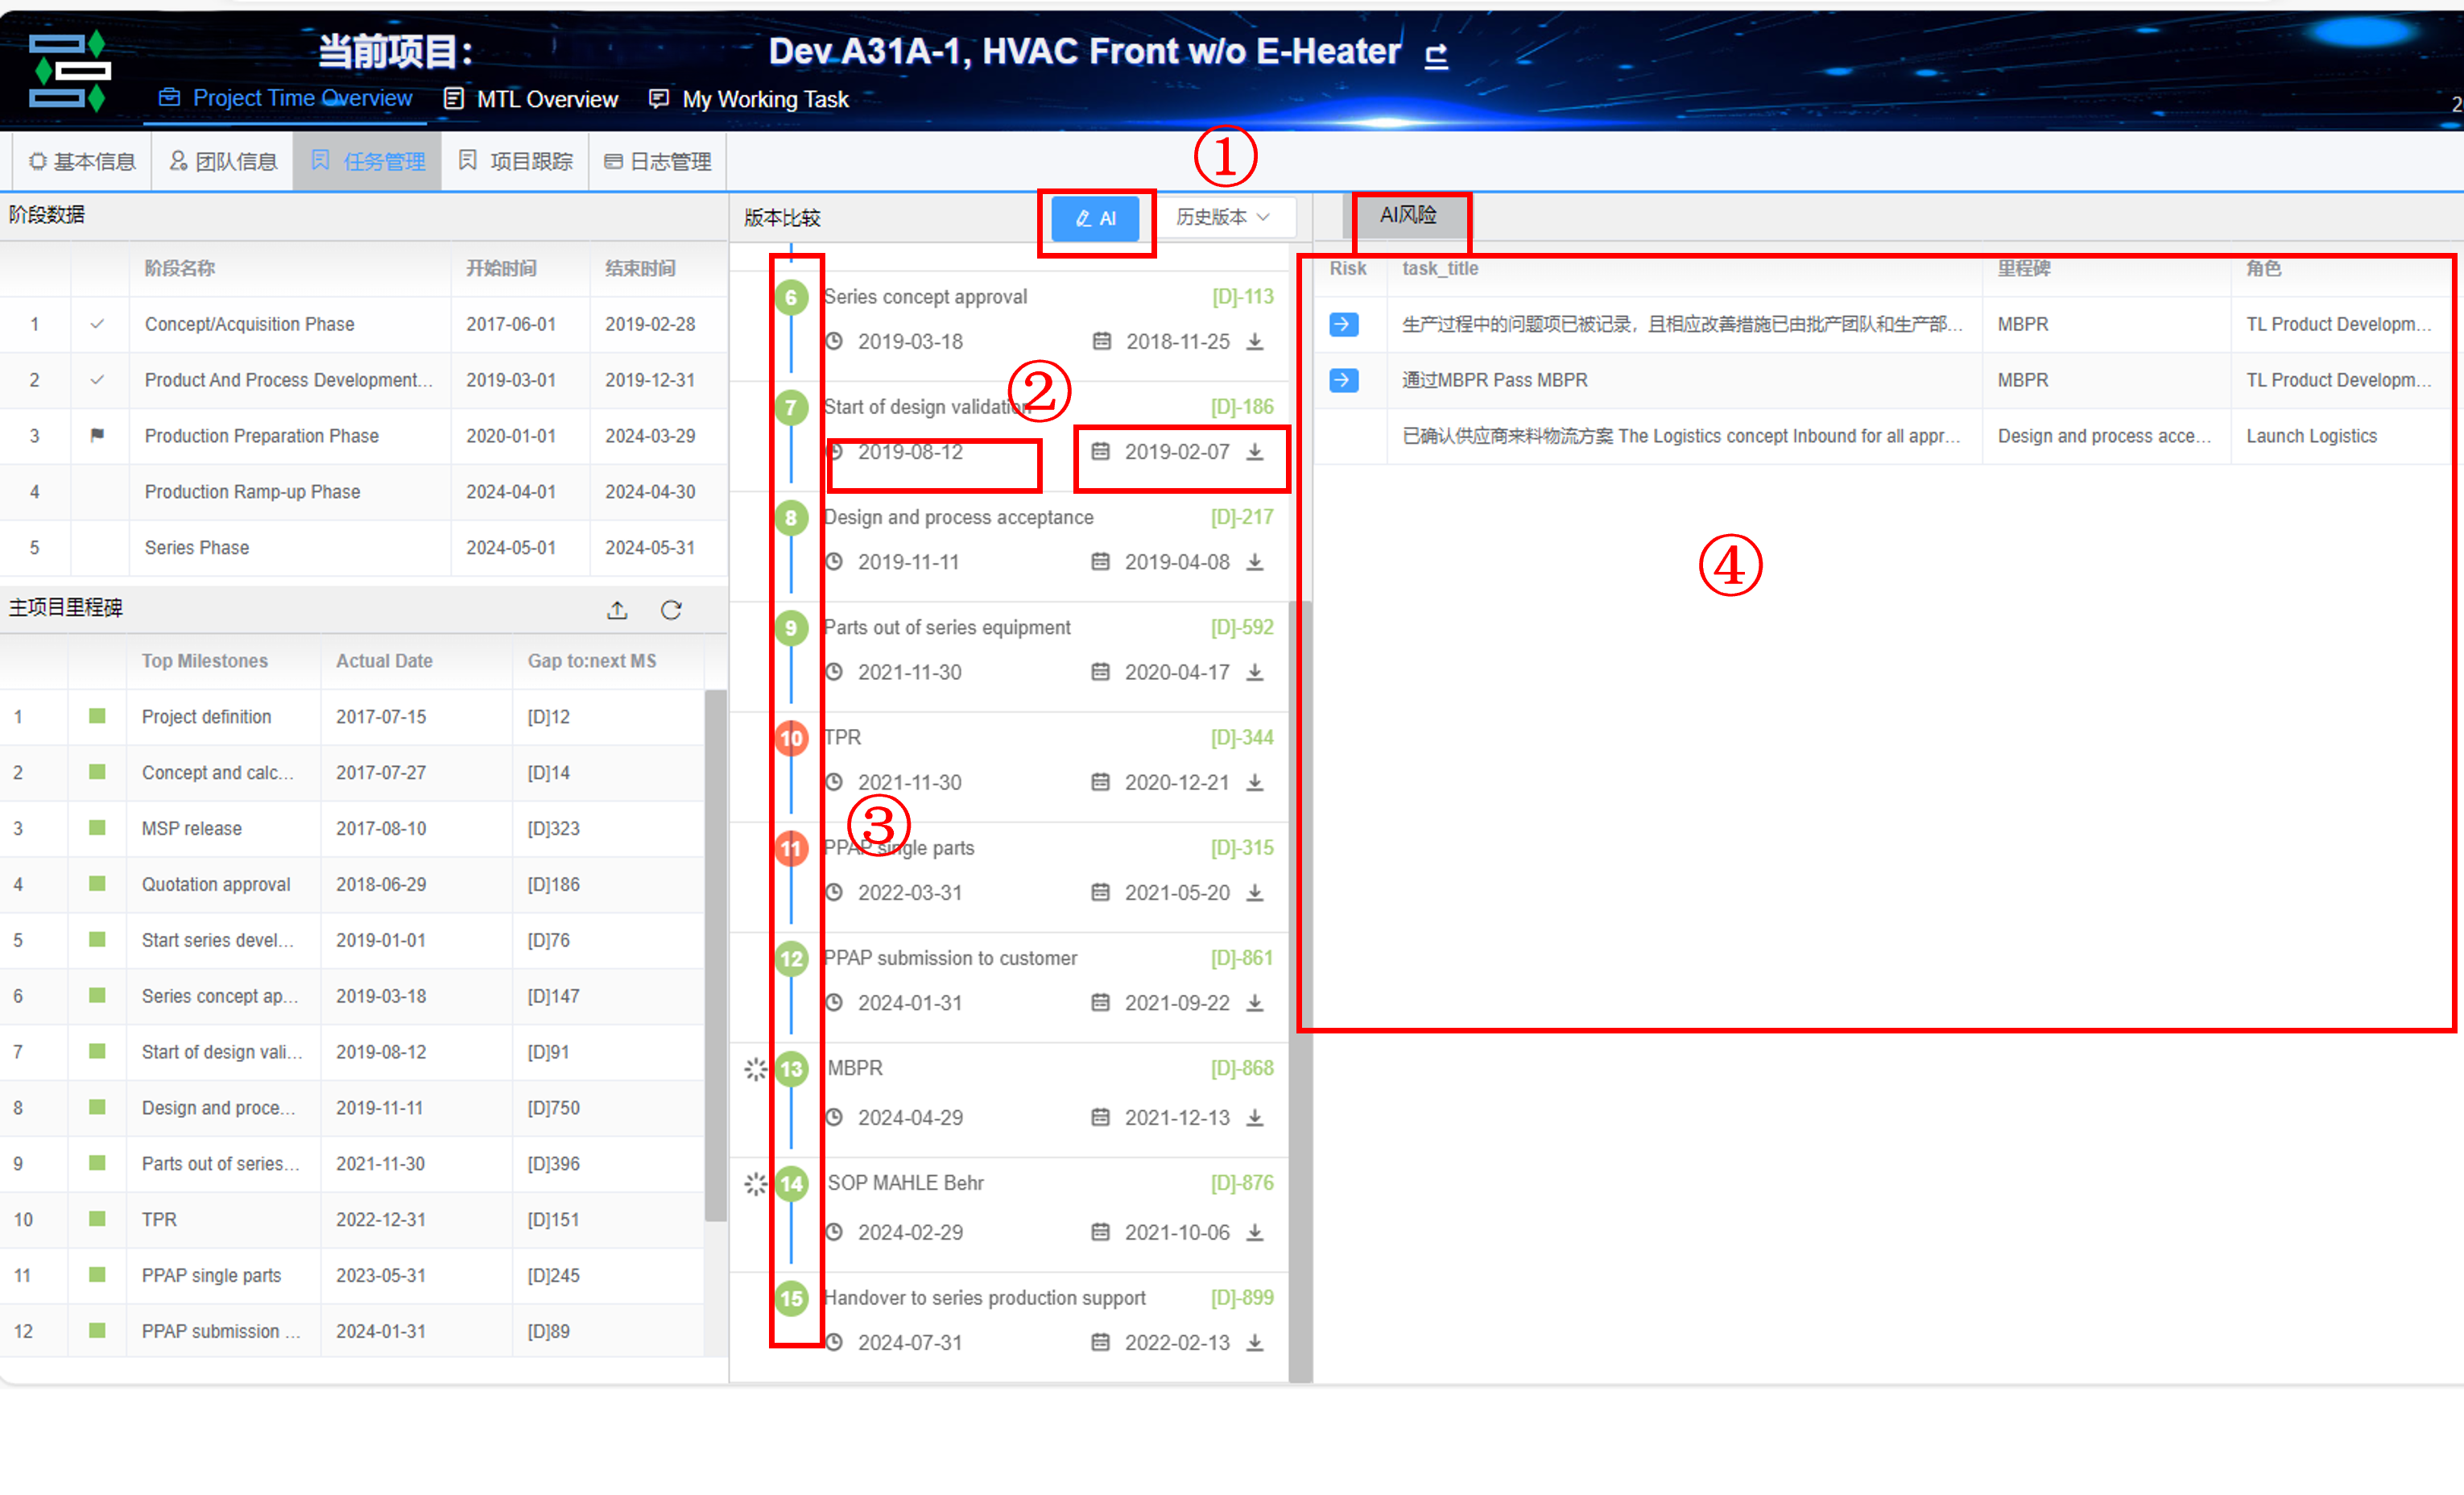 当前项目:
Dev A31A-1, HVAC Front w/o E-Heater
Project Time Overview
MTL Overview
My Working Task
2
基本信息
团队信息
任务管理
项目跟踪
日志管理
①
阶段数据
阶段名称 开始时间 结束时间
1 Concept/Acquisition Phase 2017-06-01 2019-02-28
2 Product And Process Development... 2019-03-01 2019-12-31
3 Production Preparation Phase 2020-01-01 2024-03-29
4 Production Ramp-up Phase 2024-04-01 2024-04-30
5 Series Phase 2024-05-01 2024-05-31
主项目里程碑
Top Milestones Actual Date Gap to:next MS
1 Project definition 2017-07-15 [D]12
2 Concept and calc... 2017-07-27 [D]14
3 MSP release 2017-08-10 [D]323
4 Quotation approval 2018-06-29 [D]186
5 Start series devel... 2019-01-01 [D]76
6 Series concept ap... 2019-03-18 [D]147
7 Start of design vali... 2019-08-12 [D]91
8 Design and proce... 2019-11-11 [D]750
9 Parts out of series... 2021-11-30 [D]396
10 TPR 2022-12-31 [D]151
11 PPAP single parts 2023-05-31 [D]245
12 PPAP submission ... 2024-01-31 [D]89
版本比较
AI
历史版本
6 Series concept approval [D]-113
2019-03-18 2018-11-25
②
7 Start of design validation [D]-186
2019-08-12 2019-02-07
8 Design and process acceptance [D]-217
2019-11-11 2019-04-08
9 Parts out of series equipment [D]-592
2021-11-30 2020-04-17
10 TPR [D]-344
2021-11-30 2020-12-21
③
11 PPAP single parts [D]-315
2022-03-31 2021-05-20
12 PPAP submission to customer [D]-861
2024-01-31 2021-09-22
13 MBPR [D]-868
2024-04-29 2021-12-13
14 SOP MAHLE Behr [D]-876
2024-02-29 2021-10-06
15 Handover to series production support [D]-899
2024-07-31 2022-02-13
AI风险
Risk task_title 里程碑 角色
生产过程中的问题项已被记录，且相应改善措施已由批产团队和生产部... MBPR TL Product Developm...
通过MBPR Pass MBPR MBPR TL Product Developm...
已确认供应商来料物流方案 The Logistics concept Inbound for all appr... Design and process acce... Launch Logistics
④